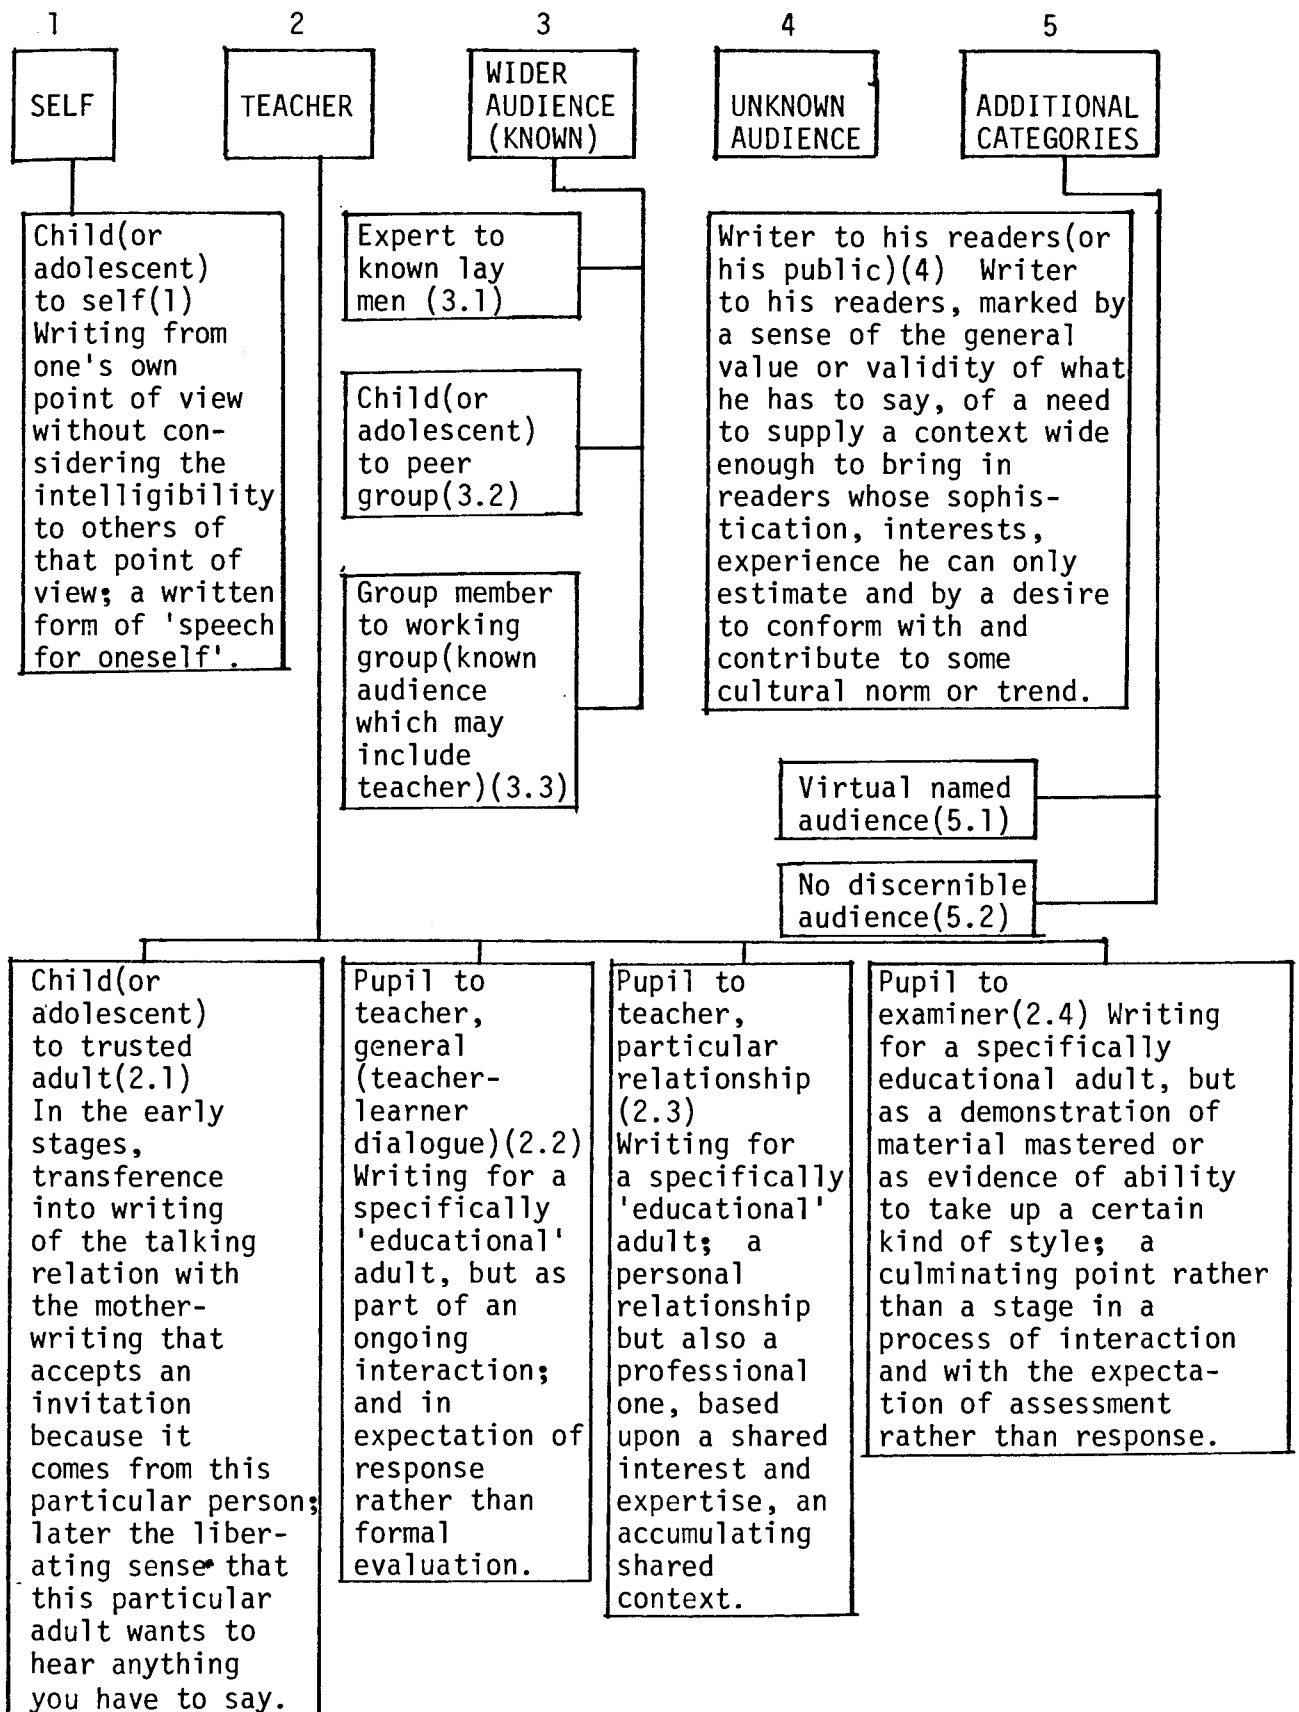 1
2
3
4
5
SELF
TEACHER
WIDER
AUDIENCE
(KNOWN)
UNKNOWN
AUDIENCE
ADDITIONAL
CATEGORIES
Child(or
adolescent)
to self(1)
Writing from
one's own
point of view
without con-
sidering the
intelligibility
to others of
that point of
view; a written
form of 'speech
for oneself'.
Expert to
known lay
men (3.1)
Child(or
adolescent)
to peer
group(3.2)
Group member
to working
group(known
audience
which may
include
teacher)(3.3)
Writer to his readers(or
his public)(4) Writer
to his readers, marked by
a sense of the general
value or validity of what
he has to say, of a need
to supply a context wide
enough to bring in
readers whose sophis-
tication, interests,
experience he can only
estimate and by a desire
to conform with and
contribute to some
cultural norm or trend.
Virtual named
audience(5.1)
No discernible
audience(5.2)
Child(or
adolescent)
to trusted
adult(2.1)
In the early
stages,
transference
into writing
of the talking
relation with
the mother-
writing that
accepts an
invitation
because it
comes from this
particular person;
later the liber-
ating sense that
this particular
adult wants to
hear anything
you have to say.
Pupil to
teacher,
general
(teacher-
learner
dialogue)(2.2)
Writing for a
specifically
'educational'
adult, but as
part of an
ongoing
interaction;
and in
expectation of
response
rather than
formal
evaluation.
Pupil to
teacher,
particular
relationship
(2.3)
Writing for
a specifically
'educational'
adult; a
personal
relationship
but also a
professional
one, based
upon a shared
interest and
expertise, an
accumulating
shared
context.
Pupil to
examiner(2.4) Writing
for a specifically
educational adult, but
as a demonstration of
material mastered or
as evidence of ability
to take up a certain
kind of style; a
culminating point rather
than a stage in a
process of interaction
and with the expecta-
tion of assessment
rather than response.